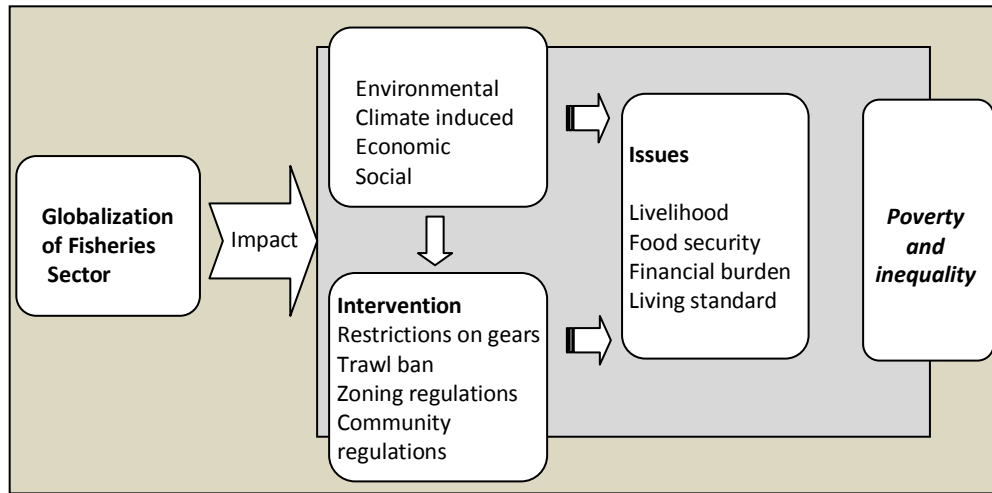 Globalization
of Fisheries
Sector
Impact
Environmental
Climate induced
Economic
Social
Intervention
Restrictions on gears
Trawl ban
Zoning regulations
Community
regulations
Issues
Livelihood
Food security
Financial burden
Living standard
Poverty
and
inequality